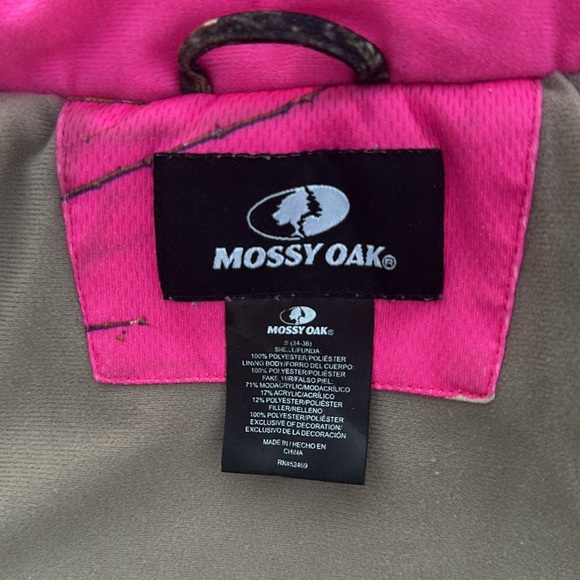 MOSSY OAK®
MOSSY OAK®
S (34-36)
SHELL/FUNDA:
100% POLYESTER/POLIÉSTER
LINING BODY/FORRO DEL CUERPO:
100% POLYESTER/POLIÉSTER
FAKE FUR/FALSO PIEL:
71% MODACRYLIC/MODACRÍLICO
17% ACRYLIC/ACRÍLICO
12% POLYESTER/POLIÉSTER
FILLER/RELLENO:
100% POLYESTER/POLIÉSTER
EXCLUSIVE OF DECORATION/
EXCLUSIVO DE LA DECORACIÓN
MADE IN / HECHO EN
CHINA
RN#52469